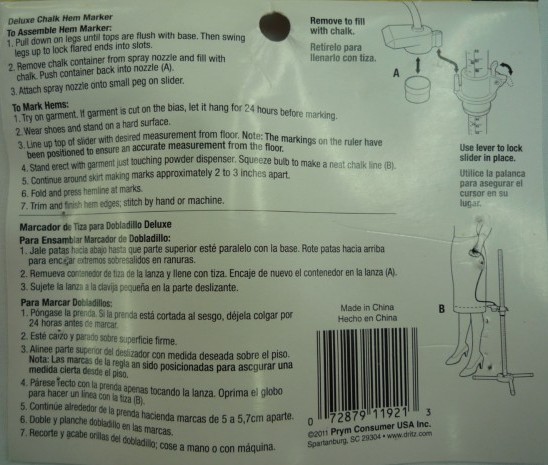 Deluxe Chalk Hem Marker
To Assemble Hem Marker:
1. Pull down on legs until tops are flush with base. Then swing
legs up to lock flared ends into slots.
2. Remove chalk container from spray nozzle and fill with
chalk. Push container back into nozzle (A).
3. Attach spray nozzle onto small peg on slider.
To Mark Hems:
1. Try on garment. If garment is cut on the bias, let it hang for 24 hours before marking.
2. Wear shoes and stand on a hard surface.
3. Line up top of slider with desired measurement from floor. Note: The markings on the ruler have
been positioned to ensure an accurate measurement from the floor.
4. Stand erect with garment just touching powder dispenser. Squeeze bulb to make a neat chalk line (B).
5. Continue around skirt making marks approximately 2 to 3 inches apart.
6. Fold and press hemline at marks.
7. Trim and finish hem edges; stitch by hand or machine.
Remove to fill
with chalk.
Retírelo para
llenarlo con tiza.
A
Use lever to lock
slider in place.
Utilice la palanca
para asegurar el
cursor en su
lugar.
Marcador de Tiza para Dobladillo Deluxe
Para Ensamblar Marcador de Dobladillo:
1. Jale patas hacia abajo hasta que parte superior esté paralelo con la base. Rote patas hacia arriba
para encajar extremos sobresalidos en ranuras.
2. Remueva contenedor de tiza de la lanza y llene con tiza. Encaje de nuevo el contenedor en la lanza (A).
3. Sujete la lanza a la clavija pequeña en la parte deslizante.
Para Marcar Dobladillos:
1. Póngase la prenda. Si la prenda está cortada al sesgo, déjela colgar por
24 horas antes de marcar.
2. Esté calzo y parado sobre superficie firme.
3. Alinee parte superior del deslizador con medida deseada sobre el piso.
Nota: Las marcas de la regla an sido posicionadas para ascgurar una
medida cierta desde el piso.
4. Párese recto con la prenda apenas tocando la lanza. Oprima el globo
para hacer un línea con la tiza (B).
5. Continúe alrededor de la prenda hacienda marcas de 5 a 5,7cm aparte.
6. Doble y planche dobladillo en las marcas.
7. Recorte y acabe orillas del dobladillo; cose a mano o con máquina.
Made in China
Hecho en China
B
0 72879 11921 3
©2011 Prym Consumer USA Inc.
Spartanburg, SC 29304 • www.dritz.com